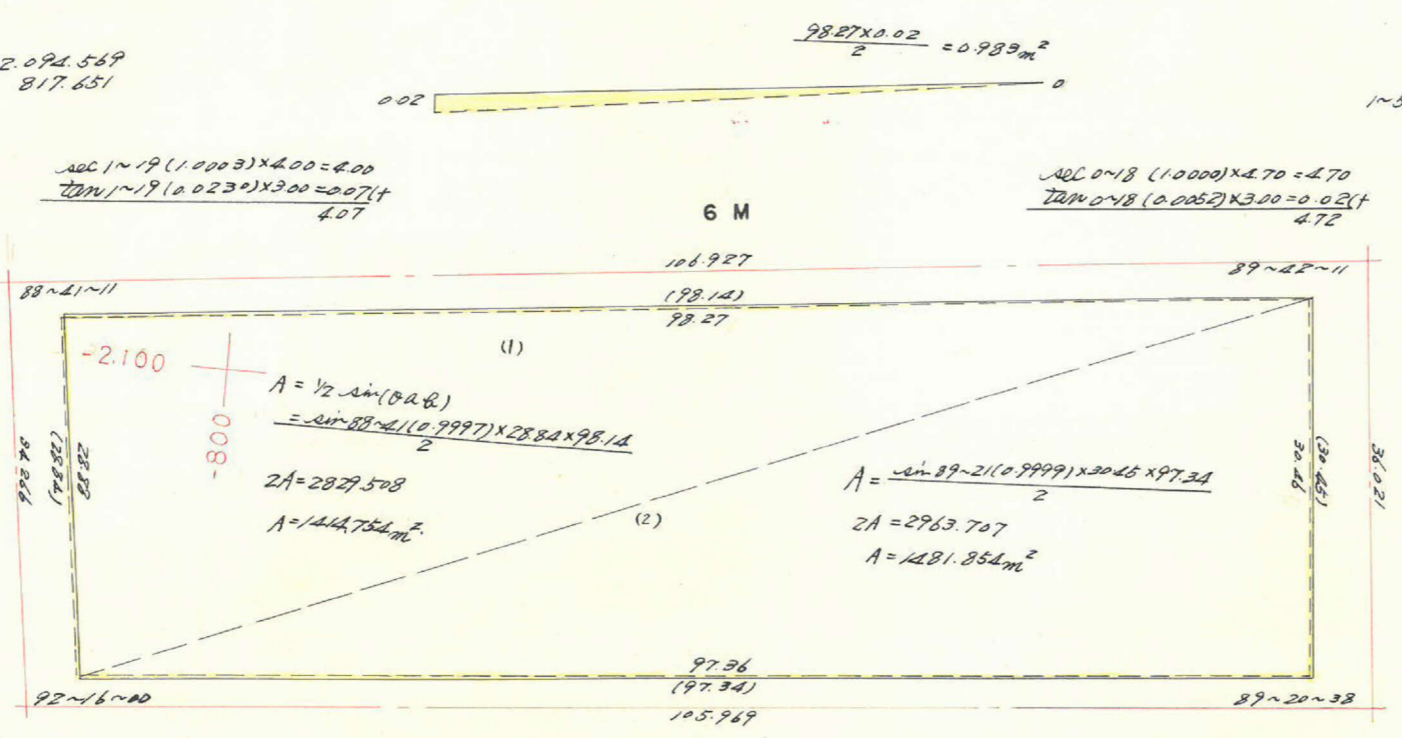 98.27×0.02
2 = 0.983m²
2.094.569
817.651
0.02
0
1~5
sec 1~19 (1.0003)×4.00=4.00
tan 1~19 (0.0230)×3.00=0.07(+
4.07
sec 0~18 (1.0000)×4.70=4.70
tan 0~18 (0.0052)×3.00=0.02(+
4.72
6 M
106.927
88~41~11
89~42~11
(98.14)
98.27
(1)
-2.100
-800
A = ½ sin(θab)
= sin 88~41(0.9997)×28.84×98.14
2
2A=2829.508
A=1414.754m².
34.266
(28.84)
28.88
A = sin 89~21(0.9999)×30.45×97.34
2
2A=2963.707
A=1481.854m²
(2)
30.46
(30.45)
36.021
97.36
(97.34)
105.969
92~16~00
89~20~38